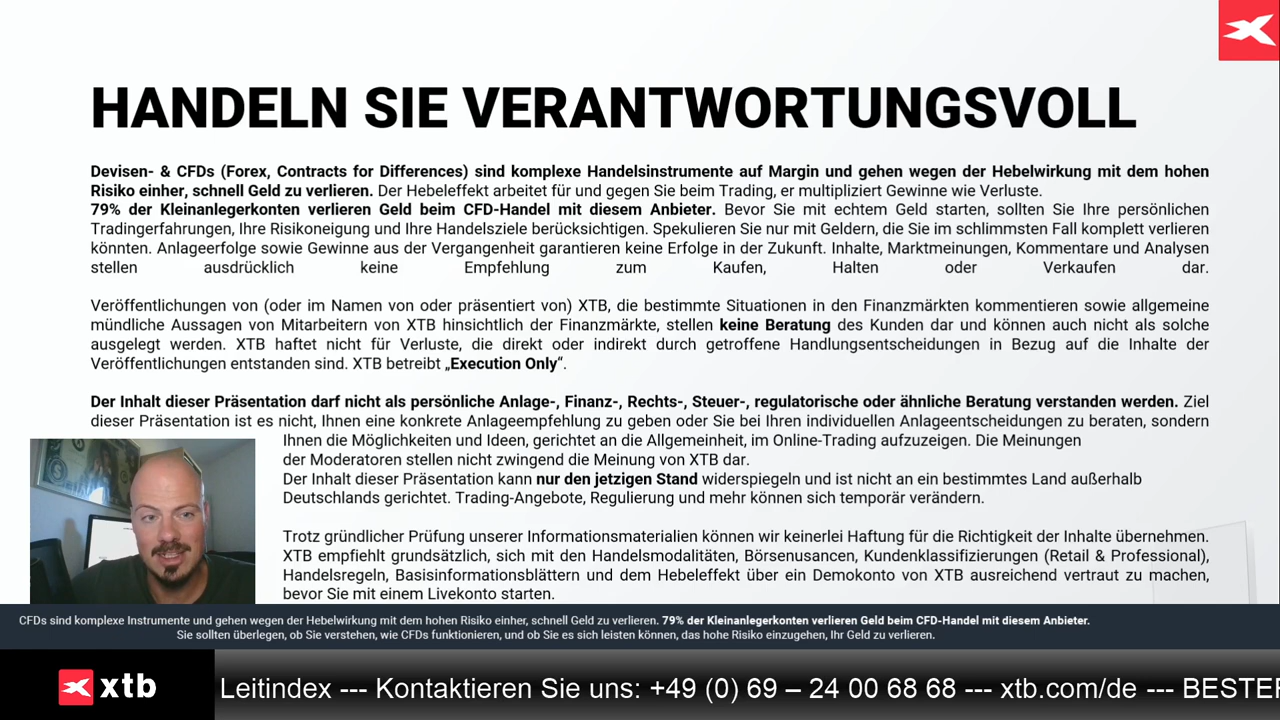 HANDELN SIE VERANTWORTUNGSVOLL
Devisen- & CFDs (Forex, Contracts for Differences) sind komplexe Handelsinstrumente auf Margin und gehen wegen der Hebelwirkung mit dem hohen
Risiko einher, schnell Geld zu verlieren. Der Hebeleffekt arbeitet für und gegen Sie beim Trading, er multipliziert Gewinne wie Verluste.
79% der Kleinanlegerkonten verlieren Geld beim CFD-Handel mit diesem Anbieter. Bevor Sie mit echtem Geld starten, sollten Sie Ihre persönlichen
Tradingerfahrungen, Ihre Risikoneigung und Ihre Handelsziele berücksichtigen. Spekulieren Sie nur mit Geldern, die Sie im schlimmsten Fall komplett verlieren
könnten. Anlageerfolge sowie Gewinne aus der Vergangenheit garantieren keine Erfolge in der Zukunft. Inhalte, Marktmeinungen, Kommentare und Analysen
stellen ausdrücklich keine Empfehlung zum Kaufen, Halten oder Verkaufen dar.
Veröffentlichungen von (oder im Namen von oder präsentiert von) XTB, die bestimmte Situationen in den Finanzmärkten kommentieren sowie allgemeine
mündliche Aussagen von Mitarbeitern von XTB hinsichtlich der Finanzmärkte, stellen keine Beratung des Kunden dar und können auch nicht als solche
ausgelegt werden. XTB haftet nicht für Verluste, die direkt oder indirekt durch getroffene Handlungsentscheidungen in Bezug auf die Inhalte der
Veröffentlichungen entstanden sind. XTB betreibt „Execution Only“.
Der Inhalt dieser Präsentation darf nicht als persönliche Anlage-, Finanz-, Rechts-, Steuer-, regulatorische oder ähnliche Beratung verstanden werden. Ziel
dieser Präsentation ist es nicht, Ihnen eine konkrete Anlageempfehlung zu geben oder Sie bei Ihren individuellen Anlageentscheidungen zu beraten, sondern
Ihnen die Möglichkeiten und Ideen, gerichtet an die Allgemeinheit, im Online-Trading aufzuzeigen. Die Meinungen
der Moderatoren stellen nicht zwingend die Meinung von XTB dar.
Der Inhalt dieser Präsentation kann nur den jetzigen Stand widerspiegeln und ist nicht an ein bestimmtes Land außerhalb
Deutschlands gerichtet. Trading-Angebote, Regulierung und mehr können sich temporär verändern.
Trotz gründlicher Prüfung unserer Informationsmaterialien können wir keinerlei Haftung für die Richtigkeit der Inhalte übernehmen.
XTB empfiehlt grundsätzlich, sich mit den Handelsmodalitäten, Börsenusancen, Kundenklassifizierungen (Retail & Professional),
Handelsregeln, Basisinformationsblättern und dem Hebeleffekt über ein Demokonto von XTB ausreichend vertraut zu machen,
bevor Sie mit einem Livekonto starten.
CFDs sind komplexe Instrumente und gehen wegen der Hebelwirkung mit dem hohen Risiko einher, schnell Geld zu verlieren. 79% der Kleinanlegerkonten verlieren Geld beim CFD-Handel mit diesem Anbieter.
Sie sollten überlegen, ob Sie verstehen, wie CFDs funktionieren, und ob Sie es sich leisten können, das hohe Risiko einzugehen, Ihr Geld zu verlieren.
xtb Leitindex --- Kontaktieren Sie uns: +49 (0) 69 – 24 00 68 68 --- xtb.com/de --- BESTER